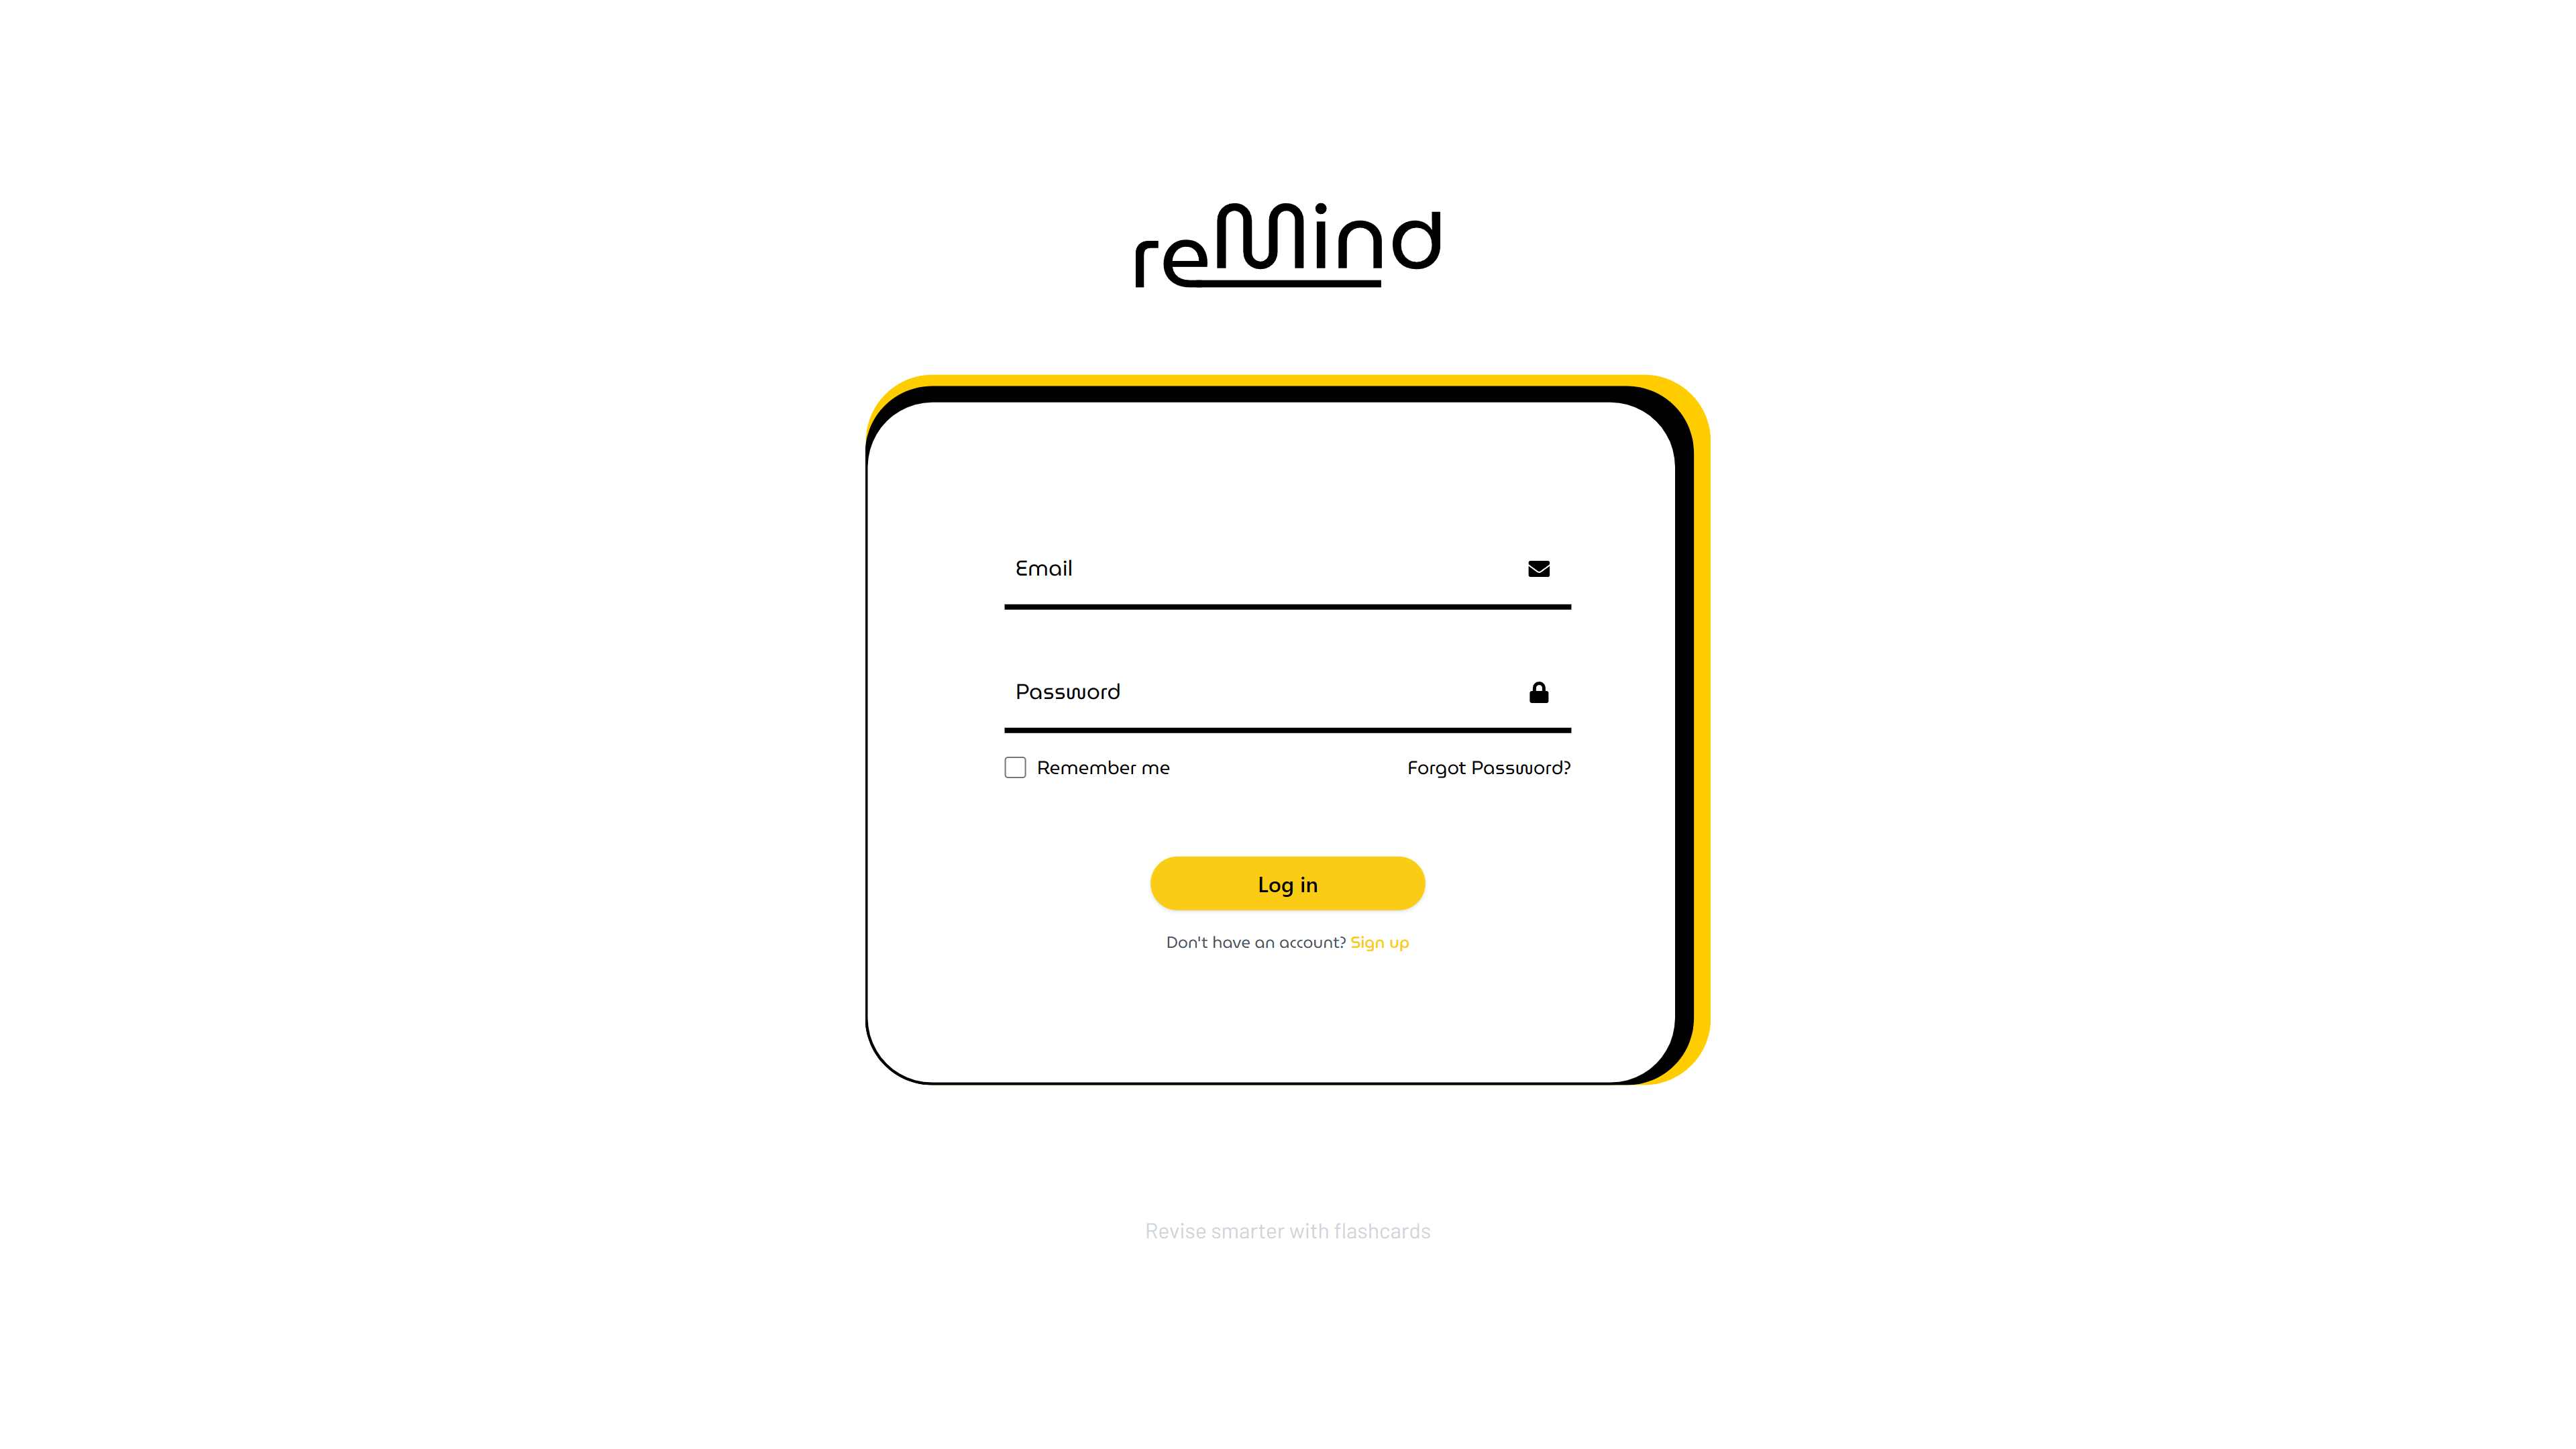 reMind
Email
Password
Remember me
Forgot Password?
Log in
Don't have an account? Sign up
Revise smarter with flashcards